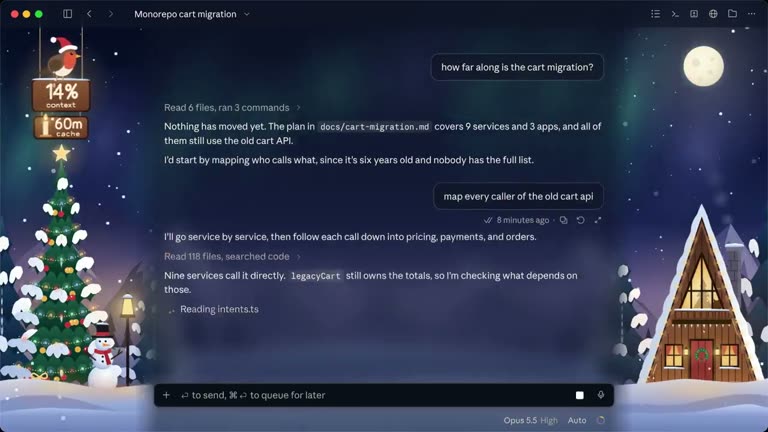 Monorepo cart migration
how far along is the cart migration?
14%
context
60m
cache
Read 6 files, ran 3 commands
Nothing has moved yet. The plan in docs/cart-migration.md covers 9 services and 3 apps, and all of
them still use the old cart API.
I'd start by mapping who calls what, since it's six years old and nobody has the full list.
map every caller of the old cart api
8 minutes ago
I'll go service by service, then follow each call down into pricing, payments, and orders.
Read 118 files, searched code
Nine services call it directly. legacyCart still owns the totals, so I'm checking what depends on
those.
Reading intents.ts
⏎ to send, ⌘⏎ to queue for later
Opus 5.5 High Auto